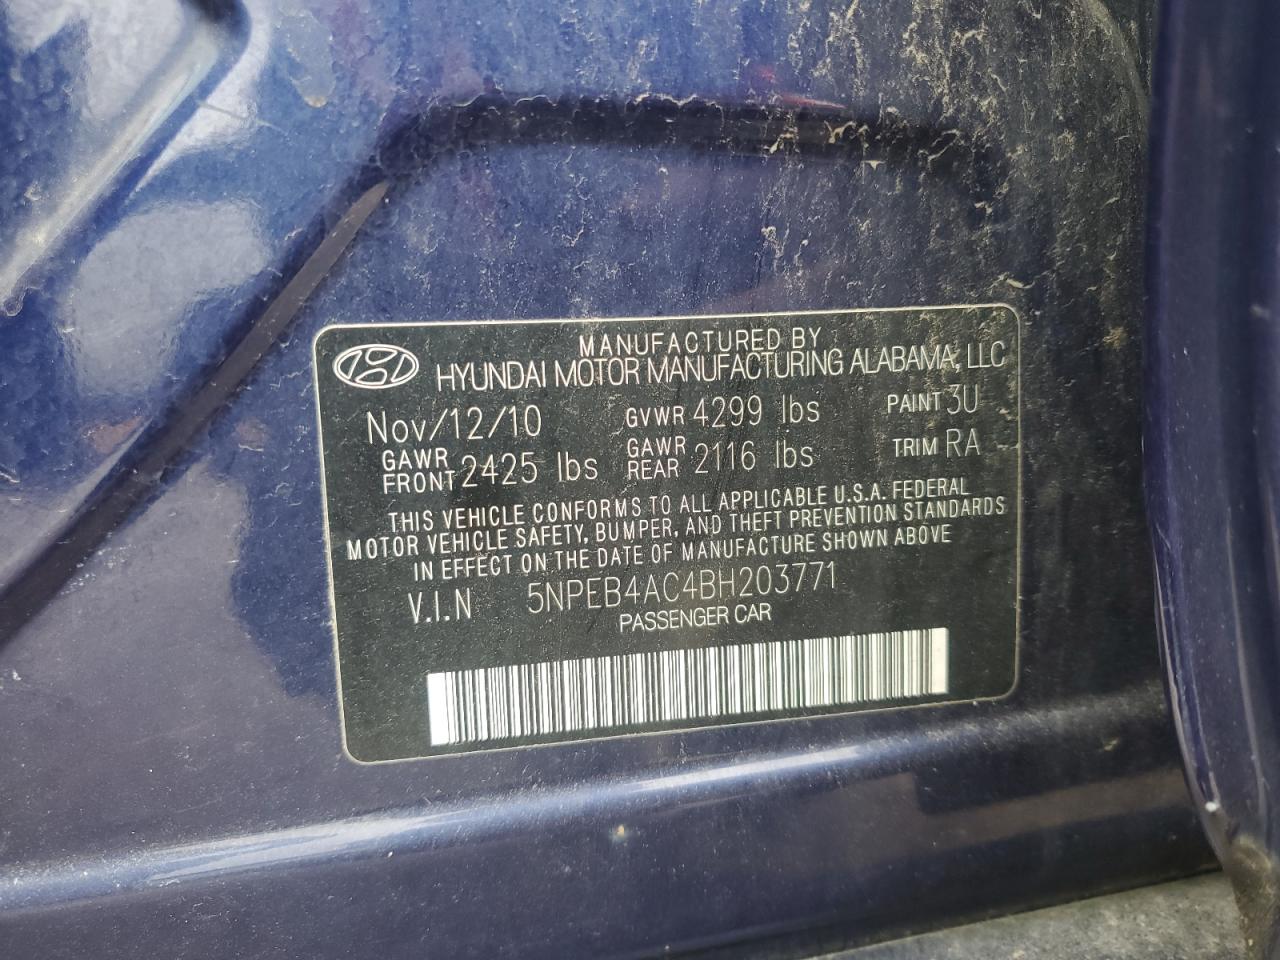 MANUFACTURED BY
HYUNDAI MOTOR MANUFACTURING ALABAMA, LLC
Nov/12/10 GVWR 4299 lbs PAINT 3U
GAWR FRONT 2425 lbs GAWR REAR 2116 lbs TRIM RA
THIS VEHICLE CONFORMS TO ALL APPLICABLE U.S.A. FEDERAL
MOTOR VEHICLE SAFETY, BUMPER, AND THEFT PREVENTION STANDARDS
IN EFFECT ON THE DATE OF MANUFACTURE SHOWN ABOVE
V.I.N 5NPEB4AC4BH203771
PASSENGER CAR